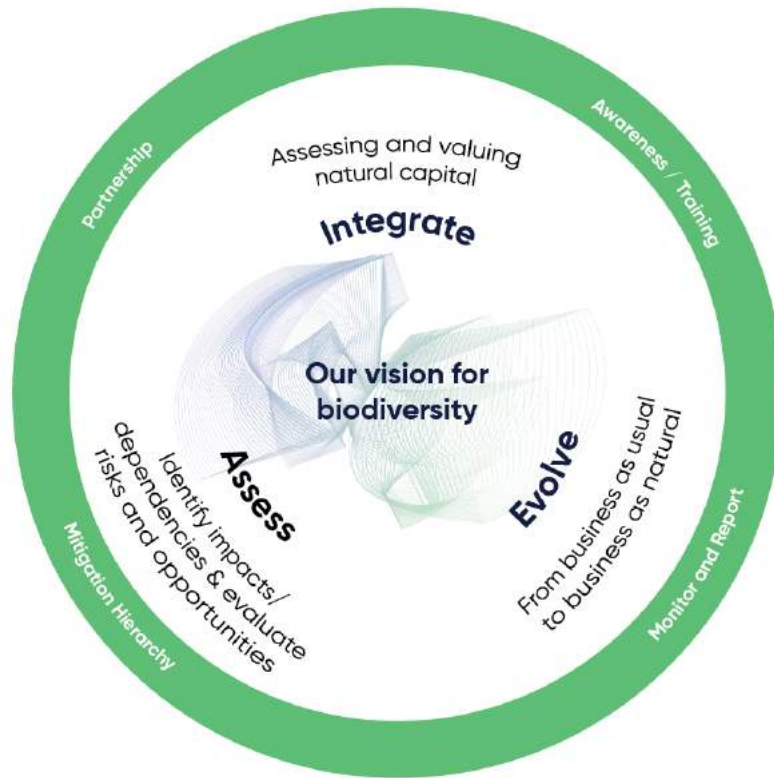 Partnership
Awareness / Training
Assessing and valuing
natural capital
Integrate
Our vision for
biodiversity
Assess
Identify impacts/
dependencies & evaluate
risks and opportunities
Evolve
From business as usual
to business as natural
Mitigation Hierarchy
Monitor and Report